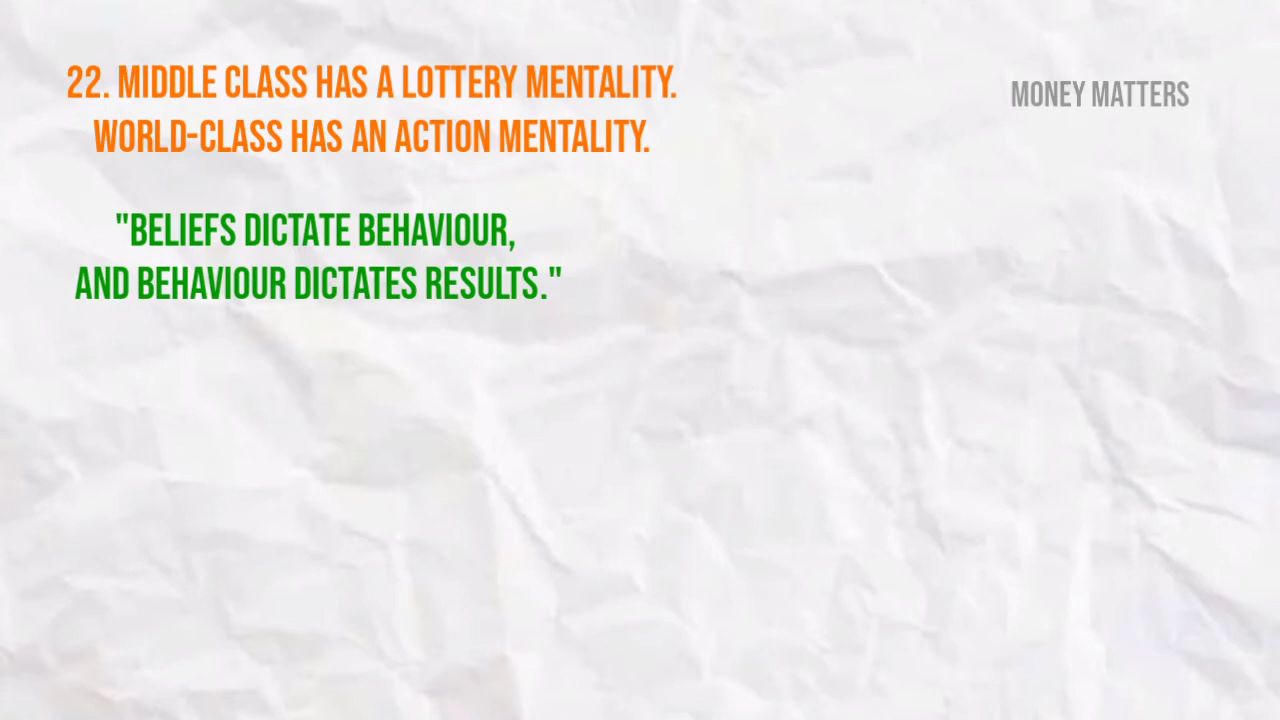 22. MIDDLE CLASS HAS A LOTTERY MENTALITY.
WORLD-CLASS HAS AN ACTION MENTALITY.
MONEY MATTERS
"BELIEFS DICTATE BEHAVIOUR,
AND BEHAVIOUR DICTATES RESULTS."